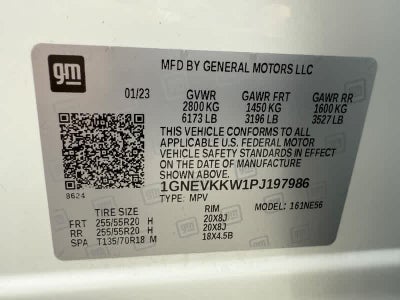 gm
MFD BY GENERAL MOTORS LLC
01/23 GVWR GAWR FRT GAWR RR
2800 KG 1450 KG 1600 KG
6173 LB 3196 LB 3527 LB
THIS VEHICLE CONFORMS TO ALL
APPLICABLE U.S. FEDERAL MOTOR
VEHICLE SAFETY STANDARDS IN EFFECT ON
THE DATE OF MANUFACTURE
SHOWN ABOVE.
1GNEVKKW1PJ197986
8624 TYPE: MPV MODEL: 161NE56
TIRE SIZE RIM
FRT 255/55R20 H 20X8J
RR 255/55R20 H 20X8J
SPA T135/70R18 M 18X4.5B